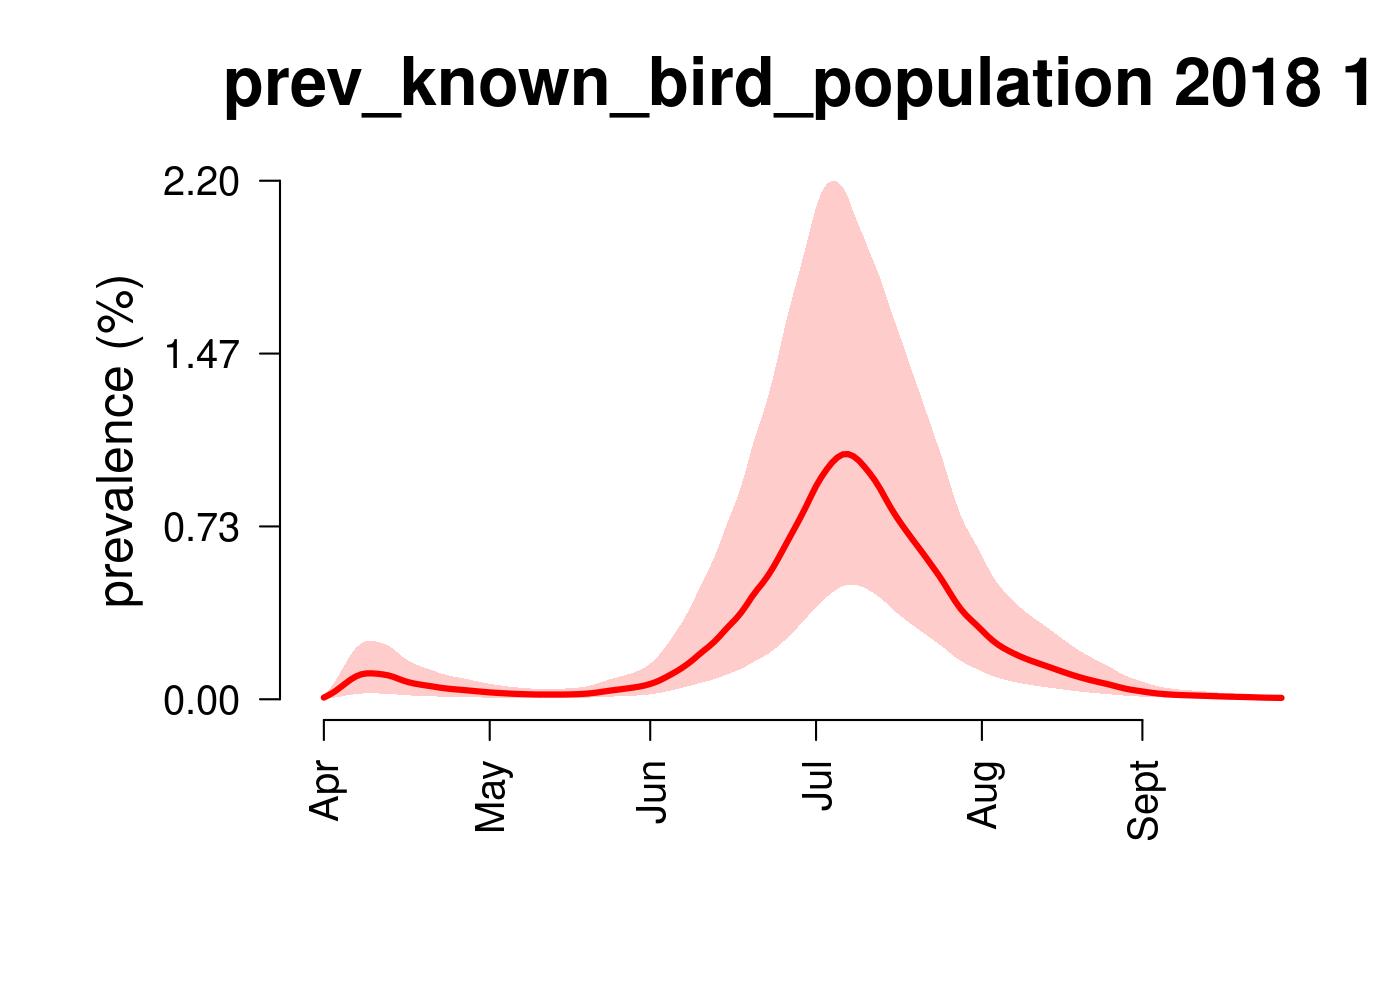 prev_known_bird_population 2018 1
2.20
1.47
0.73
0.00
prevalence (%)
Apr
May
Jun
Jul
Aug
Sept